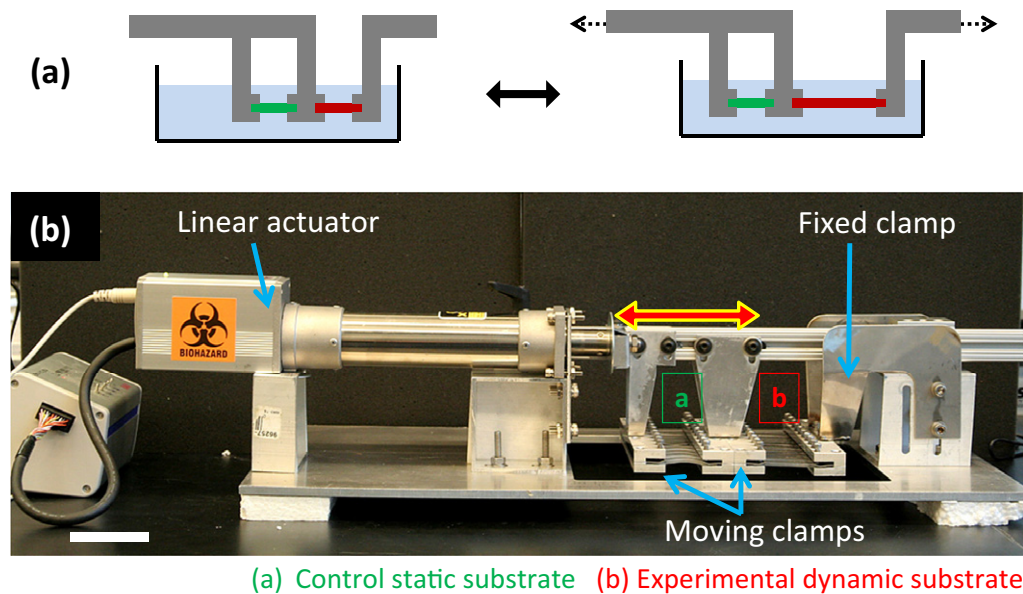 (a)
(b)
Linear actuator
Fixed clamp
BIOHAZARD
a
b
Moving clamps
(a) Control static substrate (b) Experimental dynamic substrate